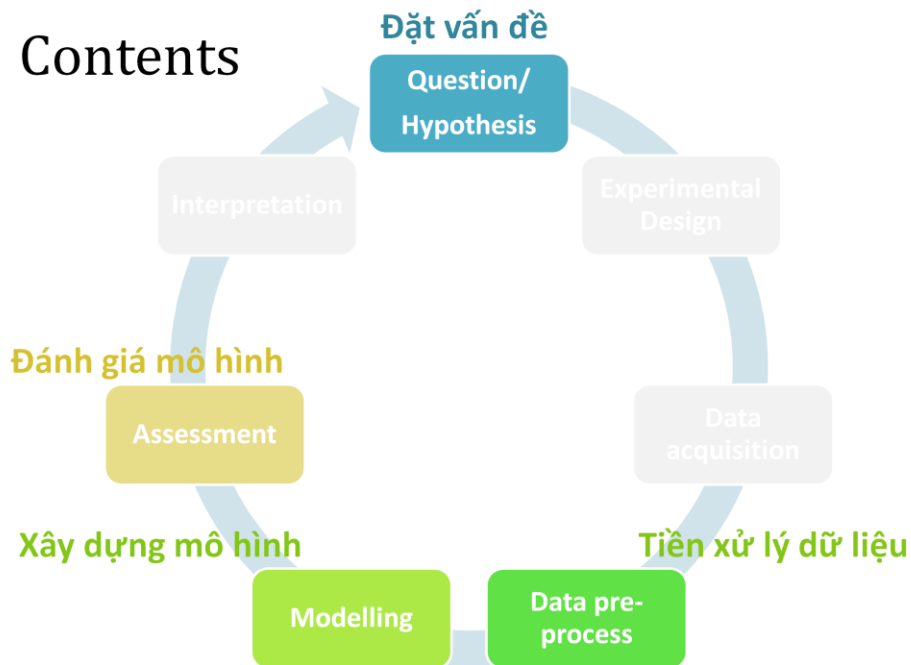 Contents
Đặt vấn đề
Question/
Hypothesis
Experimental
Design
Data
acquisition
Tiền xử lý dữ liệu
Data pre-
process
Xây dựng mô hình
Modelling
Đánh giá mô hình
Assessment
Interpretation